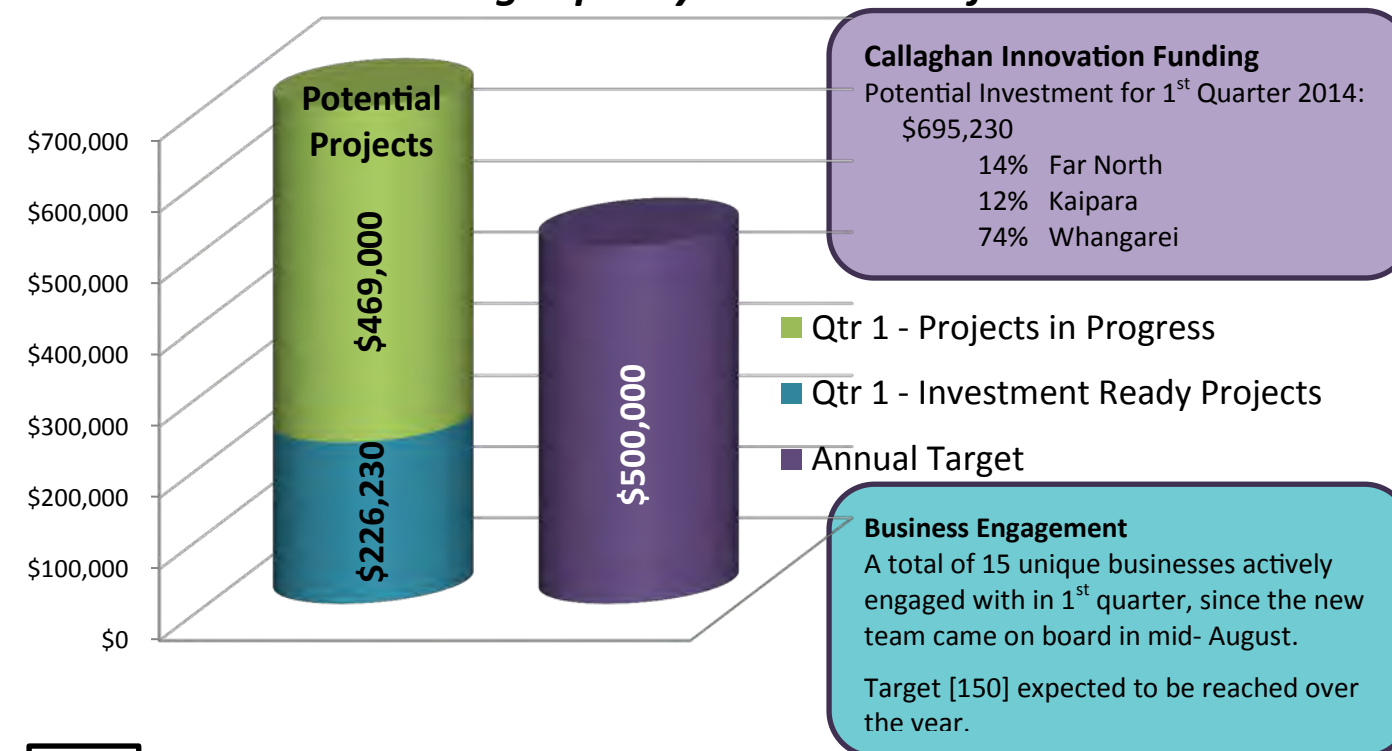 Potential
Projects
$469,000
$226,230
$500,000
$700,000
$600,000
$500,000
$400,000
$300,000
$200,000
$100,000
$0
Callaghan Innovation Funding
Potential Investment for 1st Quarter 2014:
$695,230
14% Far North
12% Kaipara
74% Whangarei
Qtr 1 - Projects in Progress
Qtr 1 - Investment Ready Projects
Annual Target
Business Engagement
A total of 15 unique businesses actively
engaged with in 1st quarter, since the new
team came on board in mid- August.
Target [150] expected to be reached over
the year.